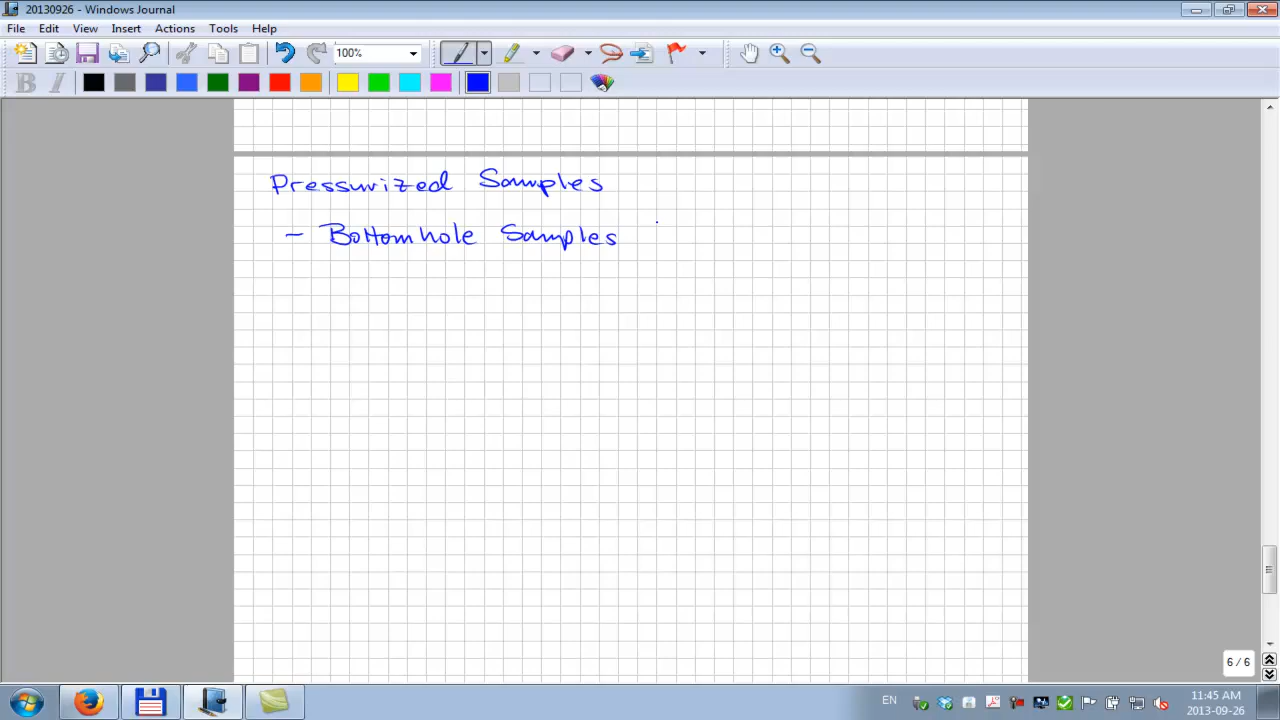 20130926 - Windows Journal
File Edit View Insert Actions Tools Help
100%
B I
Pressurized Samples
- Bottomhole Samples
6 / 6
EN
11:45 AM
2013-09-26